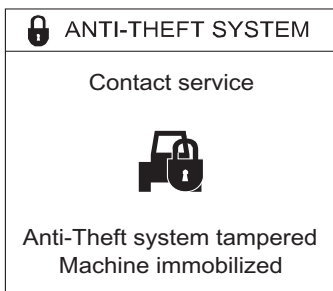 ANTI-THEFT SYSTEM
Contact service
Anti-Theft system tampered
Machine immobilized